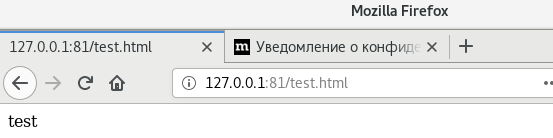 Mozilla Firefox
127.0.0.1:81/test.html
m Уведомление о конфиде
127.0.0.1:81/test.html
test